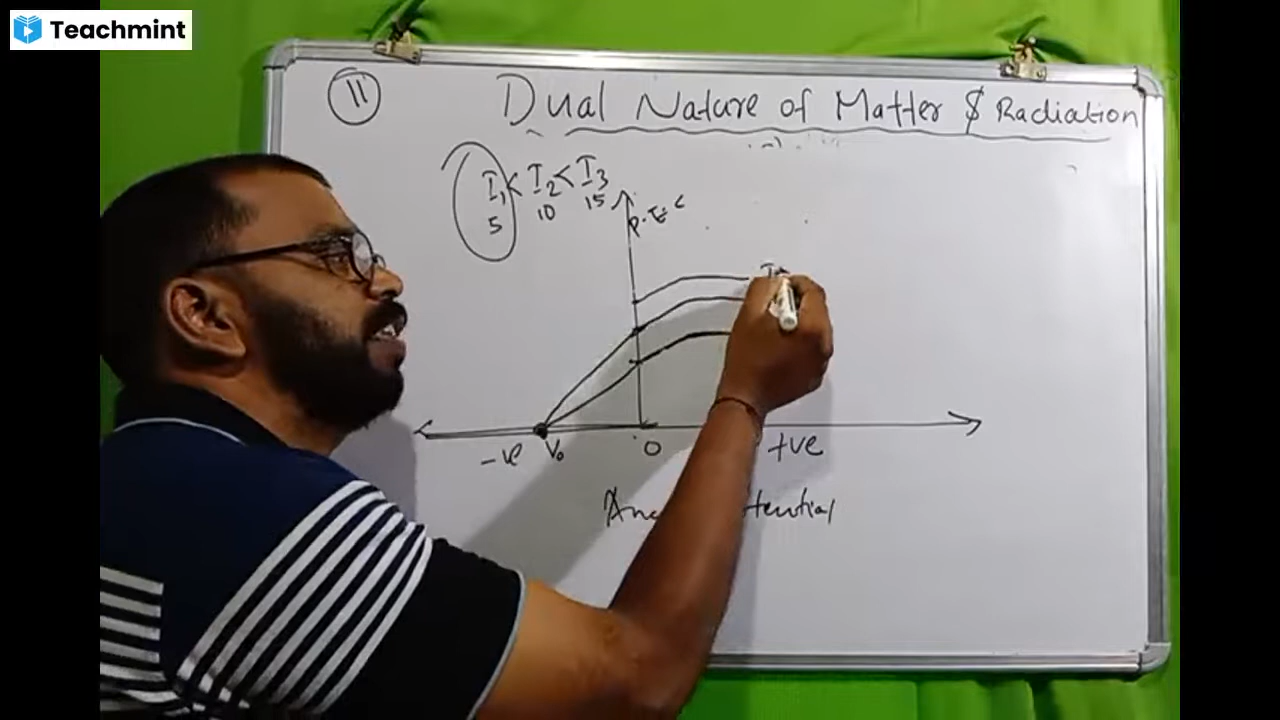 Teachmint
11
Dual Nature of Matter & Radiation
I1 < I2 < I3
5 10 15
P.E.C
-ve V0 0 +ve